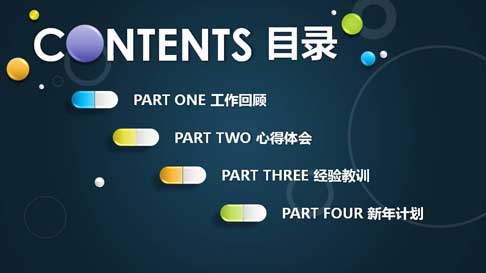 CONTENTS 目录
PART ONE 工作回顾
PART TWO 心得体会
PART THREE 经验教训
PART FOUR 新年计划